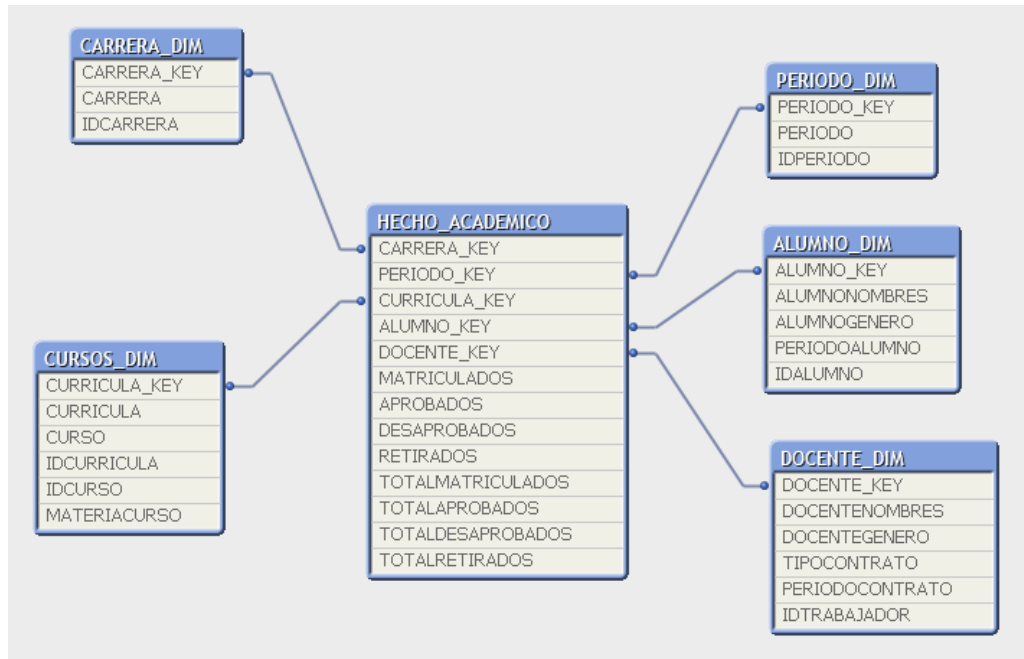 CARRERA_DIM
CARRERA_KEY
CARRERA
IDCARRERA
PERIODO_DIM
PERIODO_KEY
PERIODO
IDPERIODO
HECHO_ACADEMICO
CARRERA_KEY
PERIODO_KEY
CURRICULA_KEY
ALUMNO_KEY
DOCENTE_KEY
MATRICULADOS
APROBADOS
DESAPROBADOS
RETIRADOS
TOTALMATRICULADOS
TOTALAPROBADOS
TOTALDESAPROBADOS
TOTALRETIRADOS
ALUMNO_DIM
ALUMNO_KEY
ALUMNONOMBRES
ALUMNOGENERO
PERIODOALUMNO
IDALUMNO
CURSOS_DIM
CURRICULA_KEY
CURRICULA
CURSO
IDCURRICULA
IDCURSO
MATERIACURSO
DOCENTE_DIM
DOCENTE_KEY
DOCENTENOMBRES
DOCENTEGENERO
TIPOCONTRATO
PERIODOCONTRATO
IDTRABAJADOR